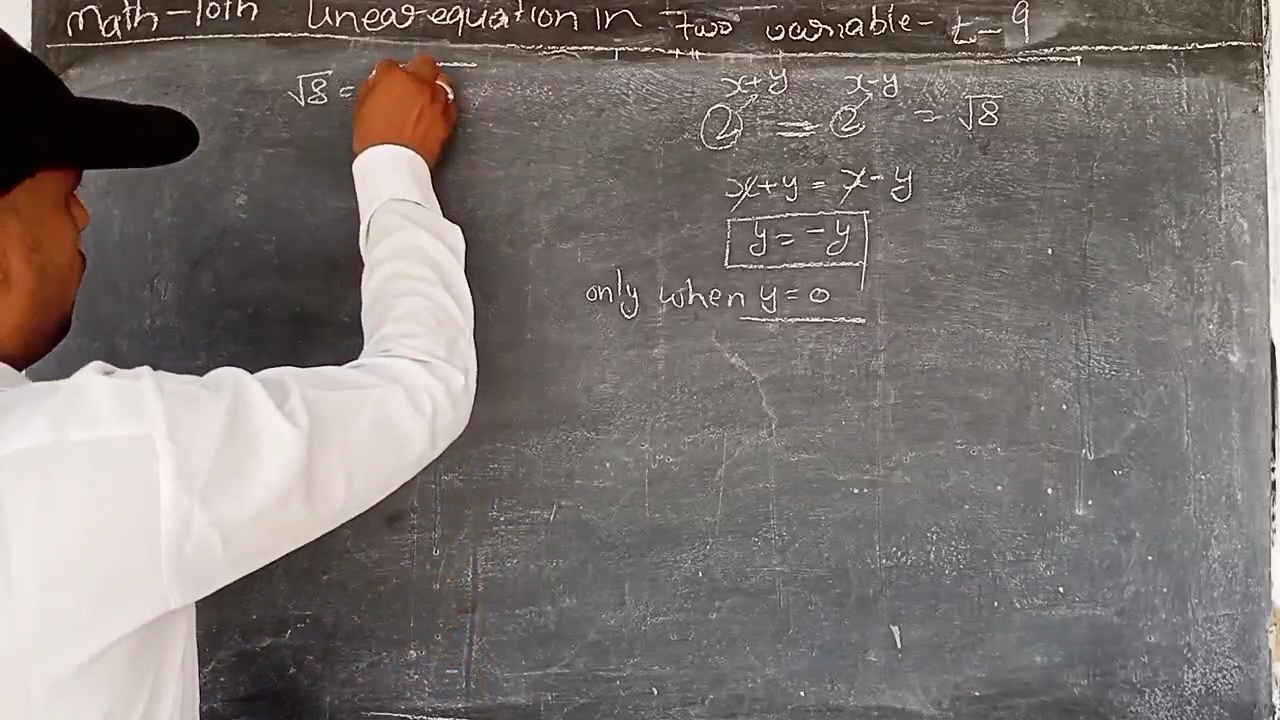 math-10th Linear equation in two variable- L-9
√8 =
2^(x+y) = 2^(x-y) = √8
x+y = x-y
y = -y
only when y = 0